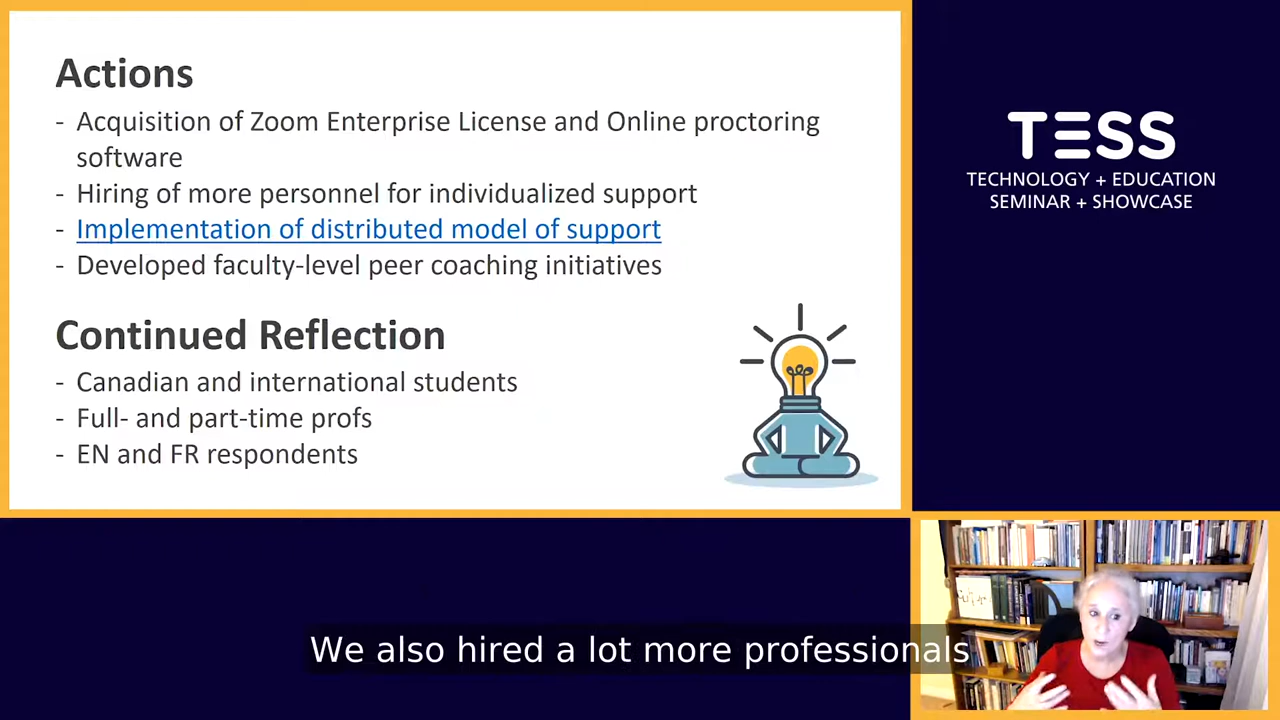 Actions
- Acquisition of Zoom Enterprise License and Online proctoring
software
- Hiring of more personnel for individualized support
- Implementation of distributed model of support
- Developed faculty-level peer coaching initiatives
Continued Reflection
- Canadian and international students
- Full- and part-time profs
- EN and FR respondents
TESS
TECHNOLOGY + EDUCATION
SEMINAR + SHOWCASE
We also hired a lot more professionals